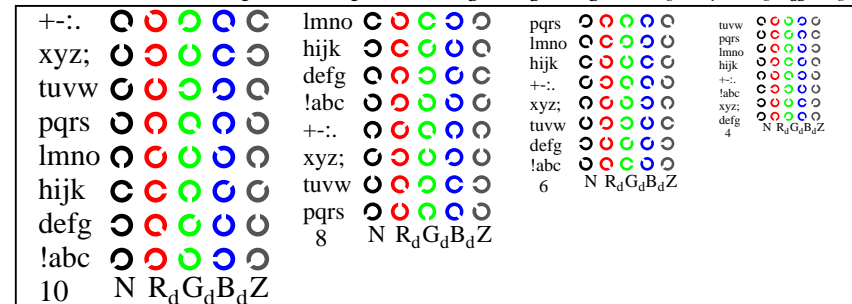 +-:.
xyz;
tuvw
pqrs
lmno
hijk
defg
!abc
10 N RdGdBdZ
lmno
hijk
defg
!abc
+-:.
xyz;
tuvw
pqrs
8 N RdGdBdZ
pqrs
lmno
hijk
+-:.
xyz;
tuvw
defg
!abc
6 N RdGdBdZ
tuvw
pqrs
lmno
hijk
+-:.
!abc
xyz;
defg
4 N RdGdBdZ